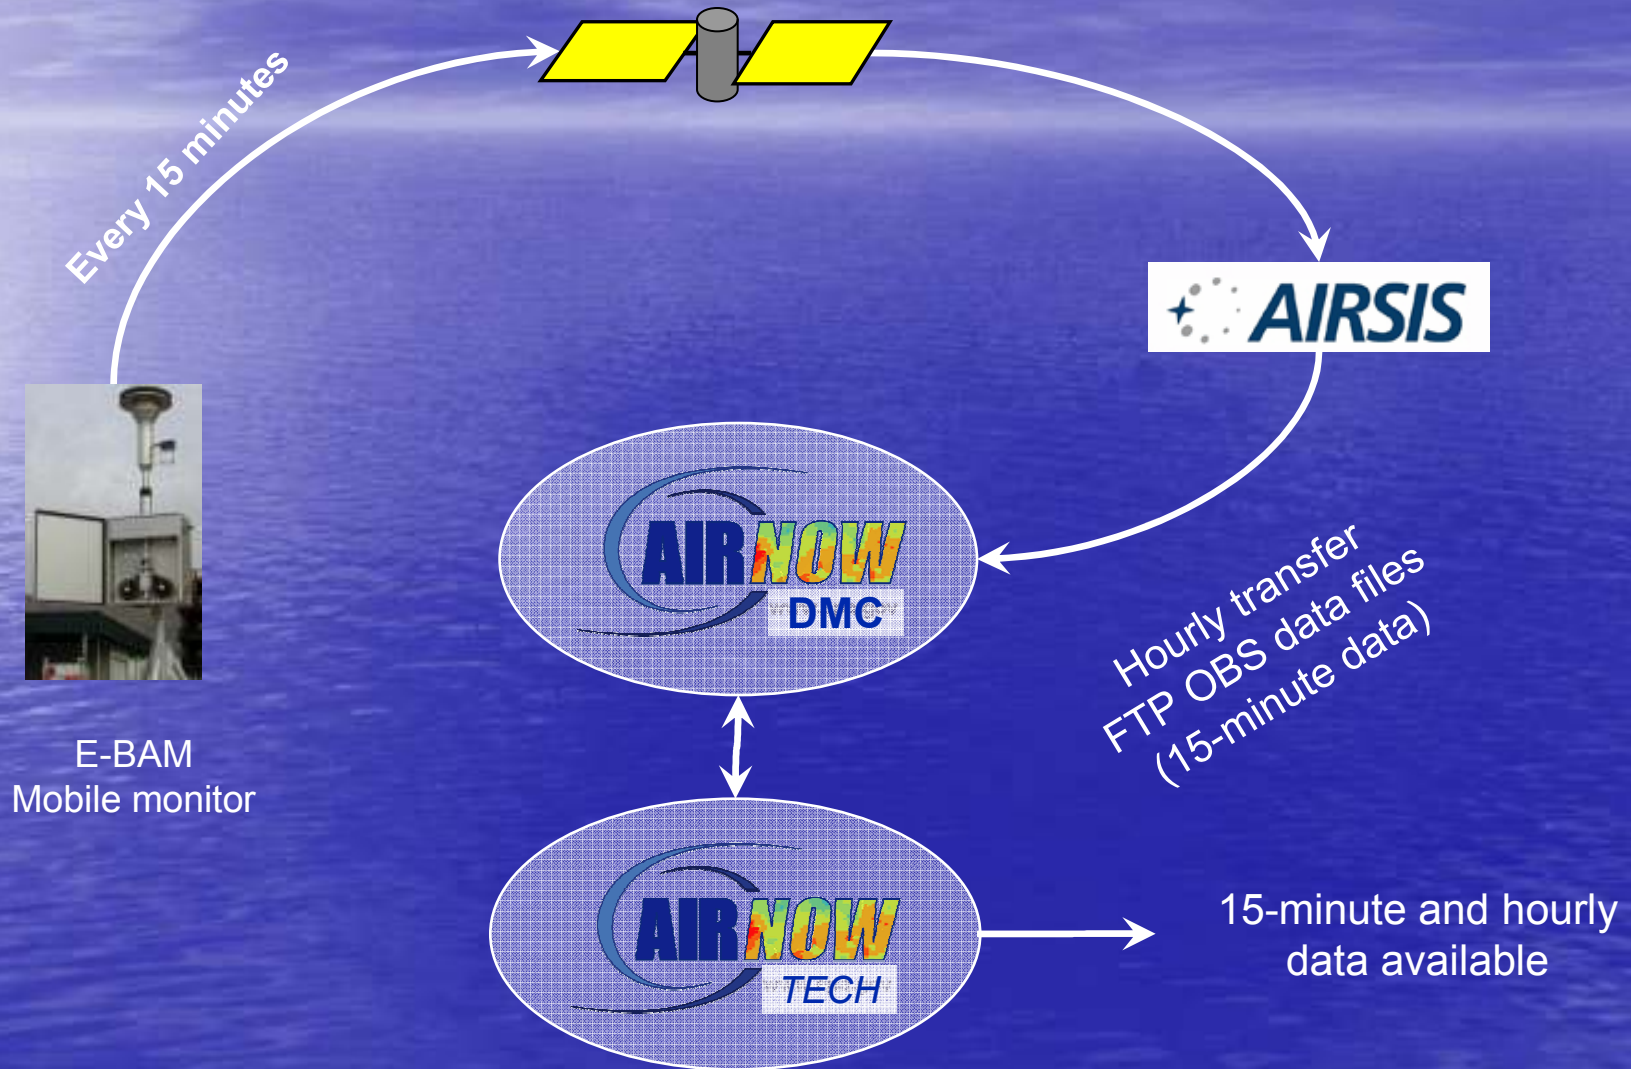 Every 15 minutes
AIRSIS
AIRNOW
DMC
Hourly transfer
FTP OBS data files
(15-minute data)
E-BAM
Mobile monitor
AIRNOW
TECH
15-minute and hourly
data available